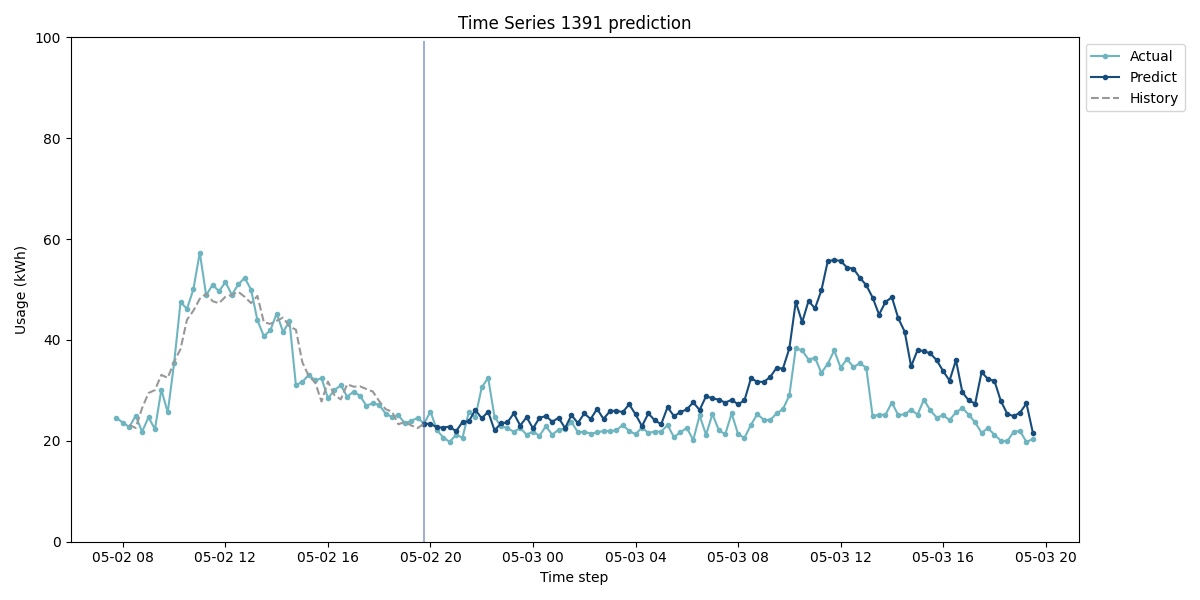 Time Series 1391 prediction
100
80
60
40
20
0
Usage (kWh)
05-02 08
05-02 12
05-02 16
05-02 20
05-03 00
05-03 04
05-03 08
05-03 12
05-03 16
05-03 20
Time step
Actual
Predict
History